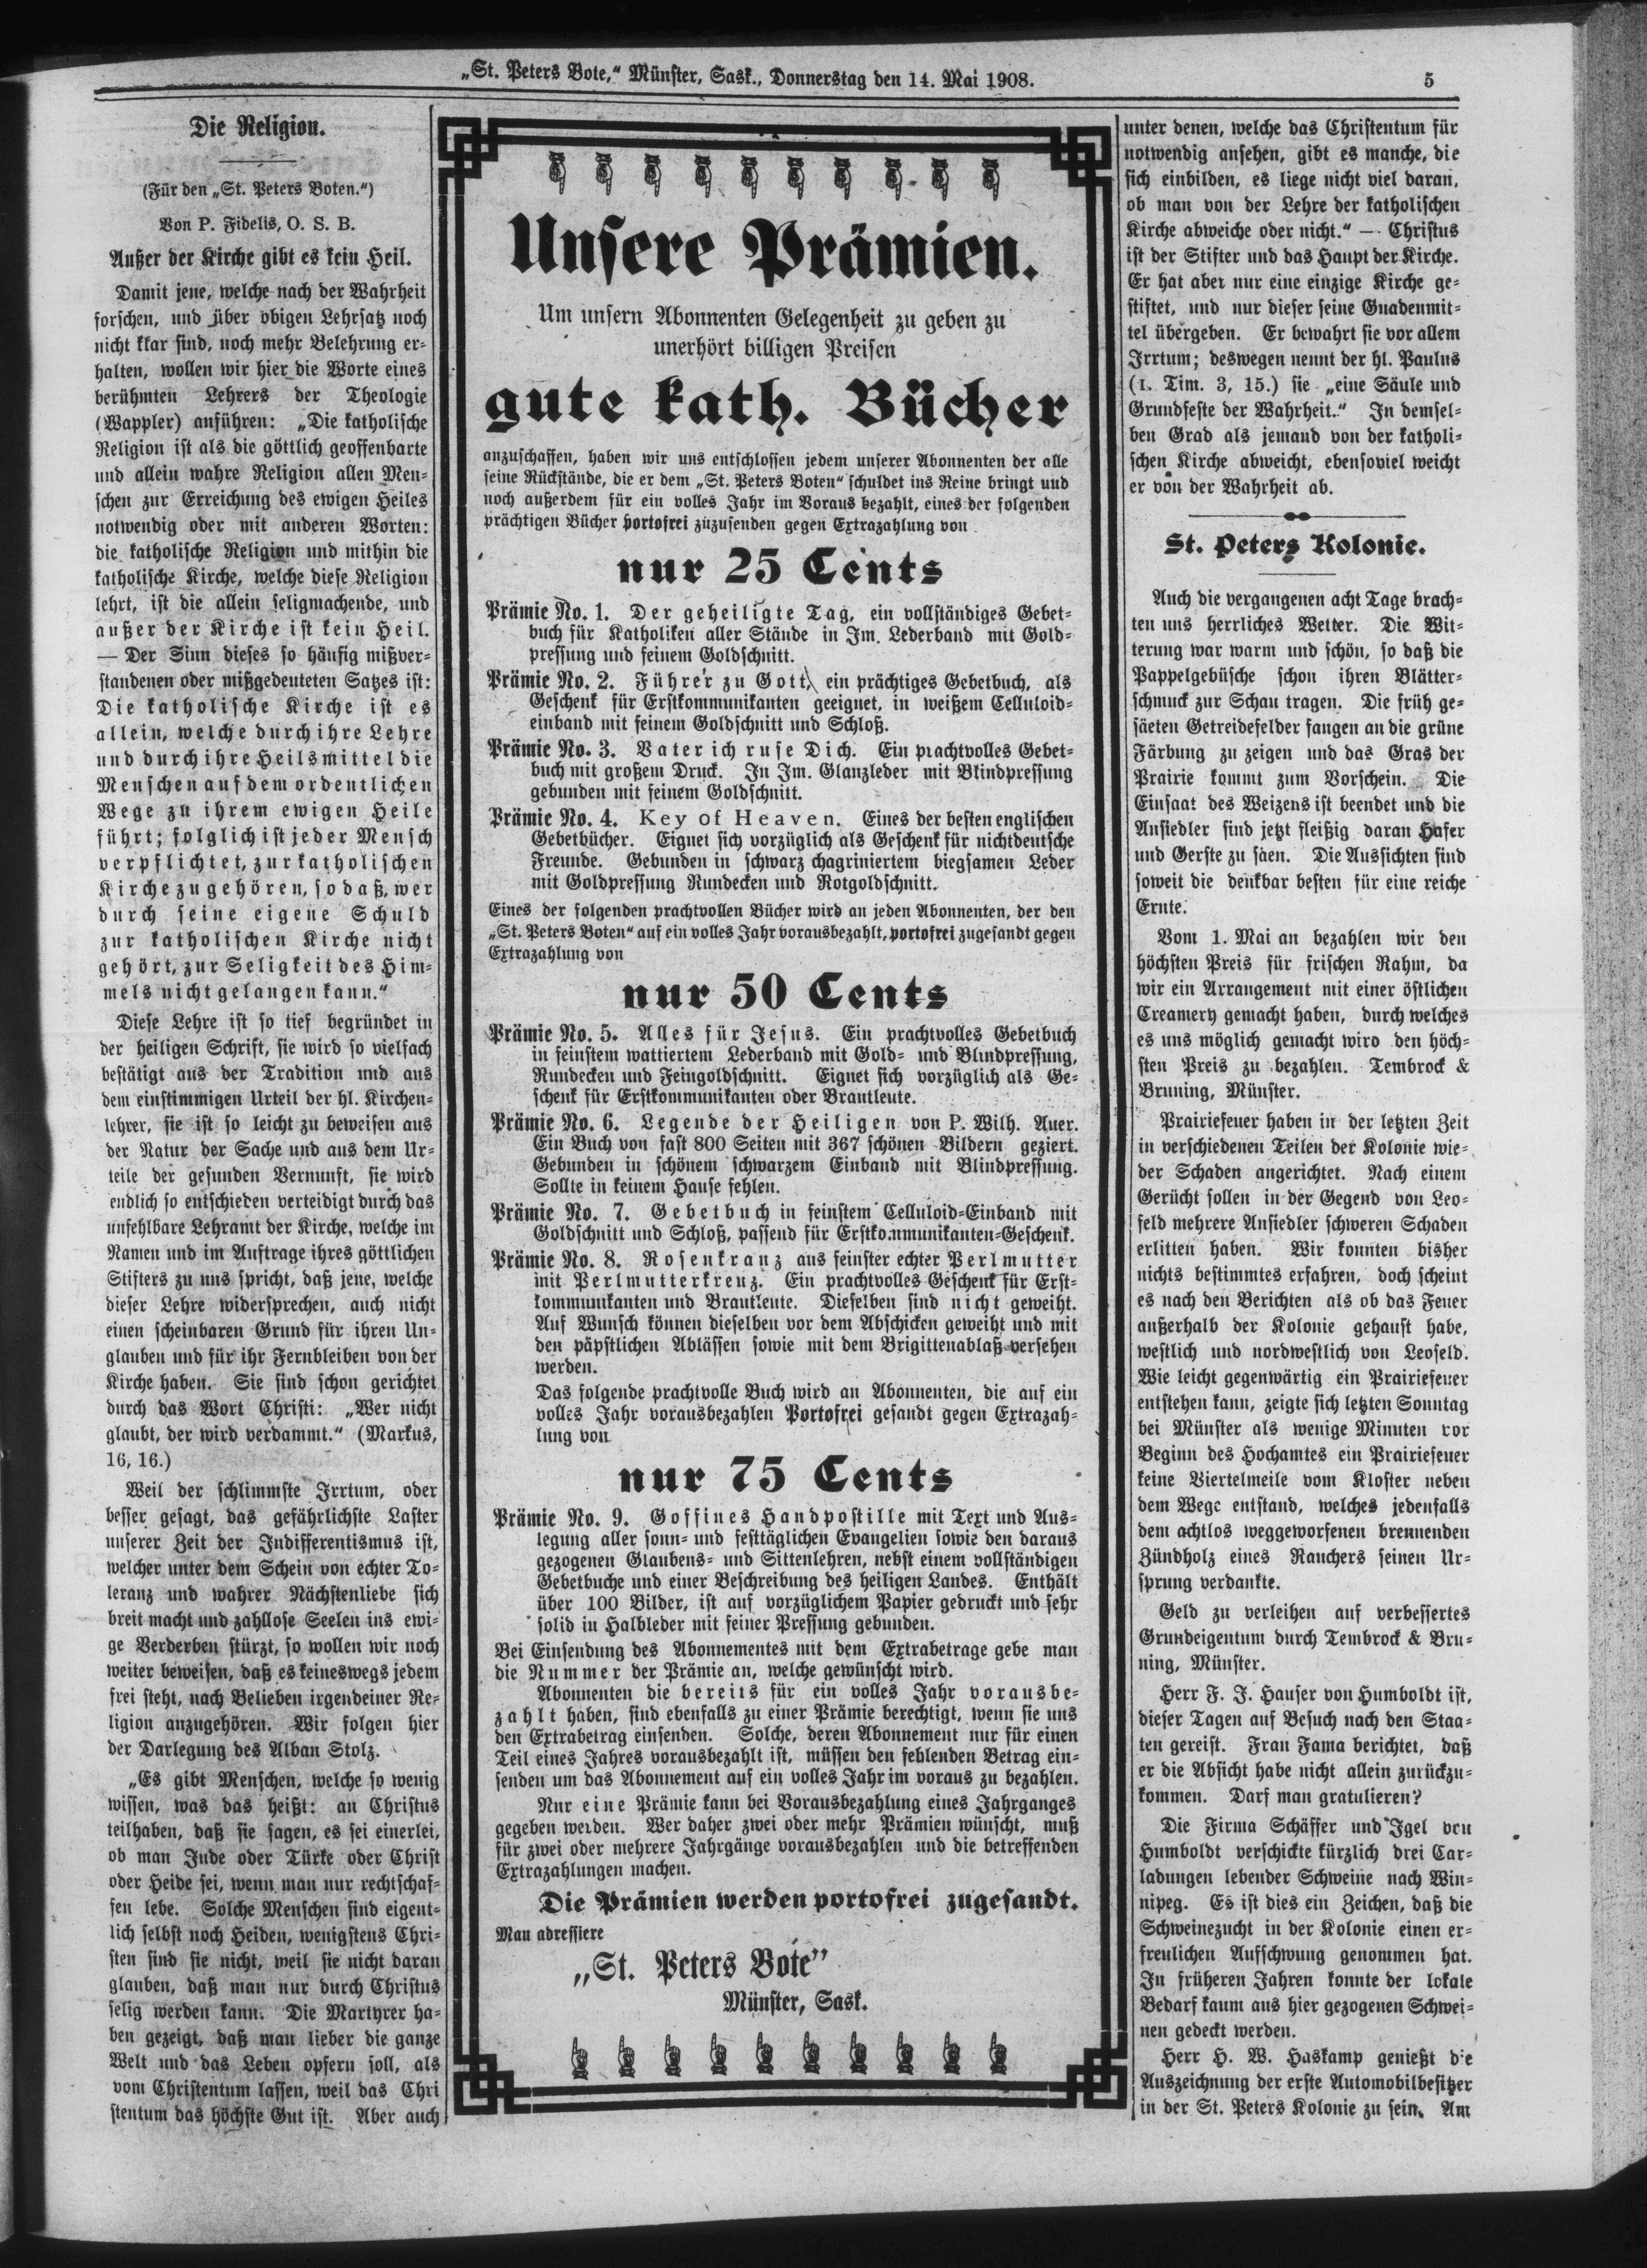 „St. Peters Bote,“ Münster, Sask., Donnerstag den 14. Mai 1908.
5
Die Religion.
(Für den „St. Peters Boten.“)
Von P. Fidelis, O. S. B.
Außer der Kirche gibt es kein Heil.
Damit jene, welche nach der Wahrheit
forschen, und über obigen Lehrsatz noch
nicht klar sind, noch mehr Belehrung er-
halten, wollen wir hier die Worte eines
berühmten Lehrers der Theologie
(Wappler) anführen: „Die katholische
Religion ist als die göttlich geoffenbarte
und allein wahre Religion allen Men-
schen zur Erreichung des ewigen Heiles
notwendig oder mit anderen Worten:
die katholische Religion und mithin die
katholische Kirche, welche diese Religion
lehrt, ist die allein seligmachende, und
außer der Kirche ist kein Heil.
— Der Sinn dieses so häufig mißver-
standenen oder mißgedeuteten Satzes ist:
Die katholische Kirche ist es
allein, welche durch ihre Lehre
und durch ihre Heilsmittel die
Menschen auf dem ordentlichen
Wege zu ihrem ewigen Heile
führt; folglich ist jeder Mensch
verpflichtet, zur katholischen
Kirche zu gehören, so daß, wer
durch seine eigene Schuld
zur katholischen Kirche nicht
gehört, zur Seligkeit des Him-
mels nicht gelangen kann.“
Diese Lehre ist so tief begründet in
der heiligen Schrift, sie wird so vielfach
bestätigt aus der Tradition und aus
dem einstimmigen Urteil der hl. Kirchen-
lehrer, sie ist so leicht zu beweisen aus
der Natur der Sache und aus dem Ur-
teile der gesunden Vernunft, sie wird
endlich so entschieden verteidigt durch das
unfehlbare Lehramt der Kirche, welche im
Namen und im Auftrage ihres göttlichen
Stifters zu uns spricht, daß jene, welche
dieser Lehre widersprechen, auch nicht
einen scheinbaren Grund für ihren Un-
glauben und für ihr Fernbleiben von der
Kirche haben. Sie sind schon gerichtet
durch das Wort Christi: „Wer nicht
glaubt, der wird verdammt.“ (Markus,
16, 16.)
Weil der schlimmste Irrtum, oder
besser gesagt, das gefährlichste Laster
unserer Zeit der Indifferentismus ist,
welcher unter dem Schein von echter To-
leranz und wahrer Nächstenliebe sich
breit macht und zahllose Seelen ins ewi-
ge Verderben stürzt, so wollen wir noch
weiter beweisen, daß es keineswegs jedem
frei steht, nach Belieben irgendeiner Re-
ligion anzugehören. Wir folgen hier
der Darlegung des Alban Stolz.
„Es gibt Menschen, welche so wenig
wissen, was das heißt: an Christus
teilhaben, daß sie sagen, es sei einerlei,
ob man Jude oder Türke oder Christ
oder Heide sei, wenn man nur rechtschaf-
fen lebe. Solche Menschen sind eigent-
lich selbst noch Heiden, wenigstens Chri-
sten sind sie nicht, weil sie nicht daran
glauben, daß man nur durch Christus
selig werden kann. Die Martyrer ha-
ben gezeigt, daß man lieber die ganze
Welt und das Leben opfern soll, als
vom Christentum lassen, weil das Chri
stentum das höchste Gut ist. Aber auch
Unsere Prämien.
Um unsern Abonnenten Gelegenheit zu geben zu
unerhört billigen Preisen
gute kath. Bücher
anzuschaffen, haben wir uns entschlossen jedem unserer Abonnenten der alle
seine Rückstände, die er dem „St. Peters Boten“ schuldet ins Reine bringt und
noch außerdem für ein volles Jahr im Voraus bezahlt, eines der folgenden
prächtigen Bücher portofrei zuzusenden gegen Extrazahlung von
nur 25 Cents
Prämie No. 1. Der geheiligte Tag, ein vollständiges Gebet-
buch für Katholiken aller Stände in Im. Lederband mit Gold-
pressung und feinem Goldschnitt.
Prämie No. 2. Führer zu Gott, ein prächtiges Gebetbuch, als
Geschenk für Erstkommunikanten geeignet, in weißem Celluloid-
einband mit feinem Goldschnitt und Schloß.
Prämie No. 3. Vater ich rufe Dich. Ein prachtvolles Gebet-
buch mit großem Druck. In Im. Glanzleder mit Blindpressung
gebunden mit feinem Goldschnitt.
Prämie No. 4. Key of Heaven. Eines der besten englischen
Gebetbücher. Eignet sich vorzüglich als Geschenk für nichtdeutsche
Freunde. Gebunden in schwarz chagriniertem biegsamen Leder
mit Goldpressung Rundecken und Rotgoldschnitt.
Eines der folgenden prachtvollen Bücher wird an jeden Abonnenten, der den
„St. Peters Boten“ auf ein volles Jahr vorausbezahlt, portofrei zugesandt gegen
Extrazahlung von
nur 50 Cents
Prämie No. 5. Alles für Jesus. Ein prachtvolles Gebetbuch
in feinstem wattiertem Lederband mit Gold- und Blindpressung,
Rundecken und Feingoldschnitt. Eignet sich vorzüglich als Ge-
schenk für Erstkommunikanten oder Brautleute.
Prämie No. 6. Legende der Heiligen von P. Wilh. Auer.
Ein Buch von fast 800 Seiten mit 367 schönen Bildern geziert.
Gebunden in schönem schwarzem Einband mit Blindpressung.
Sollte in keinem Hause fehlen.
Prämie No. 7. Gebetbuch in feinstem Celluloid-Einband mit
Goldschnitt und Schloß, passend für Erstkommunikanten-Geschenk.
Prämie No. 8. Rosenkranz aus feinster echter Perlmutter
mit Perlmutterkreuz. Ein prachtvolles Geschenk für Erst-
kommunikanten und Brautleute. Dieselben sind nicht geweiht.
Auf Wunsch können dieselben vor dem Abschicken geweiht und mit
den päpstlichen Ablässen sowie mit dem Brigittenablaß versehen
werden.
Das folgende prachtvolle Buch wird an Abonnenten, die auf ein
volles Jahr vorausbezahlen Portofrei gesandt gegen Extrazah-
lung von
nur 75 Cents
Prämie No. 9. Goffines Handpostille mit Text und Aus-
legung aller sonn- und festtäglichen Evangelien sowie den daraus
gezogenen Glaubens- und Sittenlehren, nebst einem vollständigen
Gebetbuche und einer Beschreibung des heiligen Landes. Enthält
über 100 Bilder, ist auf vorzüglichem Papier gedruckt und sehr
solid in Halbleder mit feiner Pressung gebunden.
Bei Einsendung des Abonnementes mit dem Extrabetrage gebe man
die Nummer der Prämie an, welche gewünscht wird.
Abonnenten die bereits für ein volles Jahr vorausbe-
zahlt haben, sind ebenfalls zu einer Prämie berechtigt, wenn sie uns
den Extrabetrag einsenden. Solche, deren Abonnement nur für einen
Teil eines Jahres vorausbezahlt ist, müssen den fehlenden Betrag ein-
senden um das Abonnement auf ein volles Jahr im voraus zu bezahlen.
Nur eine Prämie kann bei Vorausbezahlung eines Jahrganges
gegeben werden. Wer daher zwei oder mehr Prämien wünscht, muß
für zwei oder mehrere Jahrgänge vorausbezahlen und die betreffenden
Extrazahlungen machen.
Die Prämien werden portofrei zugesandt.
Man adressiere
„St. Peters Bote”
Münster, Sask.
unter denen, welche das Christentum für
notwendig ansehen, gibt es manche, die
sich einbilden, es liege nicht viel daran,
ob man von der Lehre der katholischen
Kirche abweiche oder nicht.“ — Christus
ist der Stifter und das Haupt der Kirche.
Er hat aber nur eine einzige Kirche ge-
stiftet, und nur dieser seine Gnadenmit-
tel übergeben. Er bewahrt sie vor allem
Irrtum; deswegen nennt der hl. Paulus
(1. Tim. 3, 15.) sie „eine Säule und
Grundfeste der Wahrheit.“ In demsel-
ben Grad als jemand von der katholi-
schen Kirche abweicht, ebensoviel weicht
er von der Wahrheit ab.
St. Peters Kolonie.
Auch die vergangenen acht Tage brach-
ten uns herrliches Wetter. Die Wit-
terung war warm und schön, so daß die
Pappelgebüsche schon ihren Blätter-
schmuck zur Schau tragen. Die früh ge-
säeten Getreidefelder fangen an die grüne
Färbung zu zeigen und das Gras der
Prairie kommt zum Vorschein. Die
Einsaat des Weizens ist beendet und die
Ansiedler sind jetzt fleißig daran Hafer
und Gerste zu säen. Die Aussichten sind
soweit die denkbar besten für eine reiche
Ernte.
Vom 1. Mai an bezahlen wir den
höchsten Preis für frischen Rahm, da
wir ein Arrangement mit einer östlichen
Creamery gemacht haben, durch welches
es uns möglich gemacht wird den höch-
sten Preis zu bezahlen. Tembrock &
Bruning, Münster.
Prairiefeuer haben in der letzten Zeit
in verschiedenen Teilen der Kolonie wie-
der Schaden angerichtet. Nach einem
Gerücht sollen in der Gegend von Leo-
feld mehrere Ansiedler schweren Schaden
erlitten haben. Wir konnten bisher
nichts bestimmtes erfahren, doch scheint
es nach den Berichten als ob das Feuer
außerhalb der Kolonie gehaust habe,
westlich und nordwestlich von Leofeld.
Wie leicht gegenwärtig ein Prairiefeuer
entstehen kann, zeigte sich letzten Sonntag
bei Münster als wenige Minuten vor
Beginn des Hochamtes ein Prairiefeuer
keine Viertelmeile vom Kloster neben
dem Wege entstand, welches jedenfalls
dem achtlos weggeworfenen brennenden
Zündholz eines Rauchers seinen Ur-
sprung verdankte.
Geld zu verleihen auf verbessertes
Grundeigentum durch Tembrock & Bru-
ning, Münster.
Herr F. J. Hauser von Humboldt ist,
dieser Tagen auf Besuch nach den Staa-
ten gereist. Frau Fama berichtet, daß
er die Absicht habe nicht allein zurückzu-
kommen. Darf man gratulieren?
Die Firma Schäffer und Igel von
Humboldt verschickte kürzlich drei Car-
ladungen lebender Schweine nach Win-
nipeg. Es ist dies ein Zeichen, daß die
Schweinezucht in der Kolonie einen er-
freulichen Aufschwung genommen hat.
In früheren Jahren konnte der lokale
Bedarf kaum aus hier gezogenen Schwei-
nen gedeckt werden.
Herr H. W. Haskamp genießt die
Auszeichnung der erste Automobilbesitzer
in der St. Peters Kolonie zu sein. Am